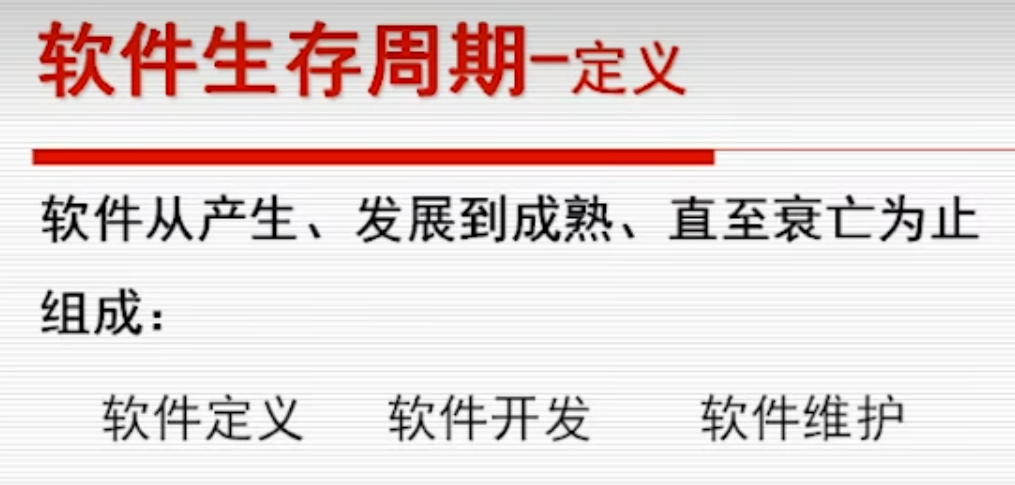 软件生存周期–定义
软件从产生、发展到成熟、直至衰亡为止
组成：
软件定义 软件开发 软件维护